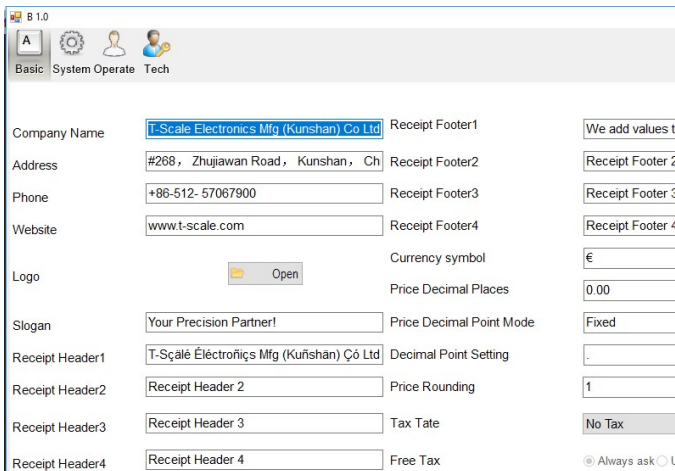 B 1.0
A
Basic System Operate Tech
Company Name T-Scale Electronics Mfg (Kunshan) Co Ltd Receipt Footer1 We add values
Address #268， Zhujiawan Road， Kunshan， Ch Receipt Footer2 Receipt Footer 2
Phone +86-512- 57067900 Receipt Footer3 Receipt Footer 3
Website www.t-scale.com Receipt Footer4 Receipt Footer 4
Currency symbol €
Logo Open Price Decimal Places 0.00
Slogan Your Precision Partner! Price Decimal Point Mode Fixed
Receipt Header1 T-Sçälé Éléctroñiçs Mfg (Kuñshān) Çó Ltd Decimal Point Setting .
Receipt Header2 Receipt Header 2 Price Rounding 1
Receipt Header3 Receipt Header 3 Tax Tate No Tax
Receipt Header4 Receipt Header 4 Free Tax Always ask